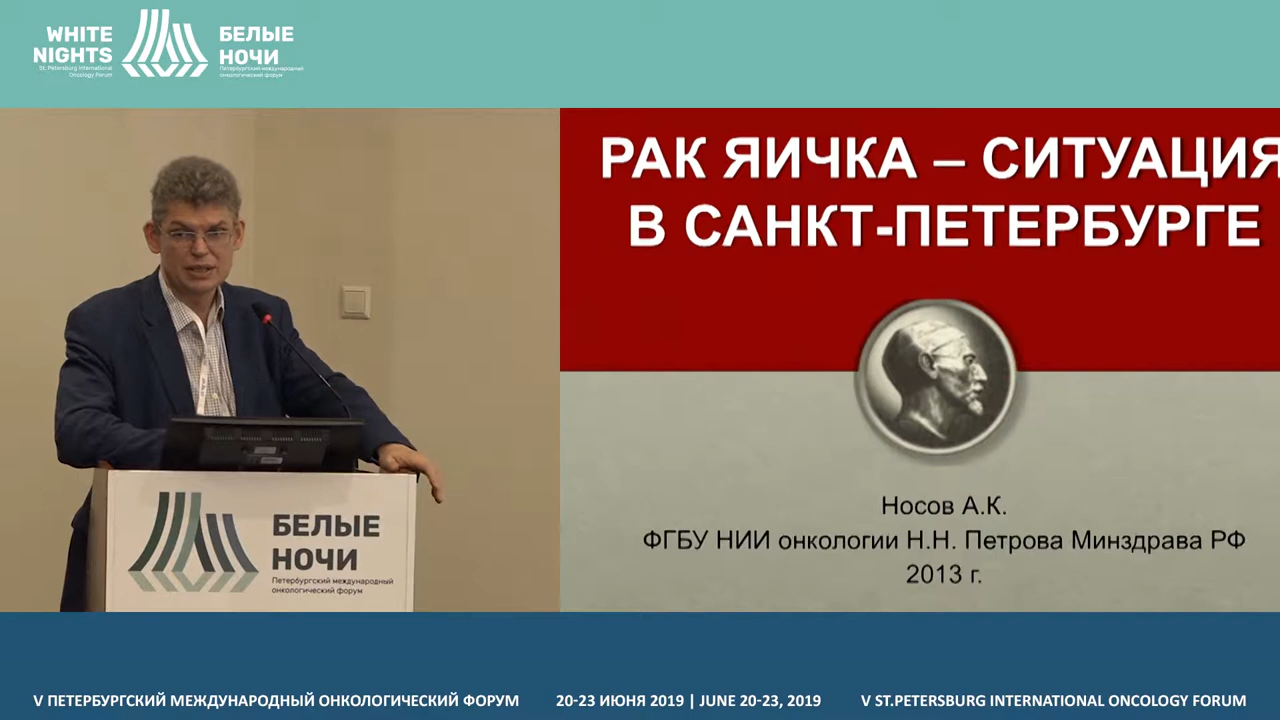 WHITE
NIGHTS
St. Petersburg International
Oncology Forum
БЕЛЫЕ
НОЧИ
Петербургский международный
онкологический форум
РАК ЯИЧКА – СИТУАЦИЯ
В САНКТ-ПЕТЕРБУРГЕ
Носов А.К.
ФГБУ НИИ онкологии Н.Н. Петрова Минздрава РФ
2013 г.
БЕЛЫЕ
НОЧИ
Петербургский международный
онкологический форум
V ПЕТЕРБУРГСКИЙ МЕЖДУНАРОДНЫЙ ОНКОЛОГИЧЕСКИЙ ФОРУМ
20-23 ИЮНЯ 2019 | JUNE 20-23, 2019
V ST.PETERSBURG INTERNATIONAL ONCOLOGY FORUM